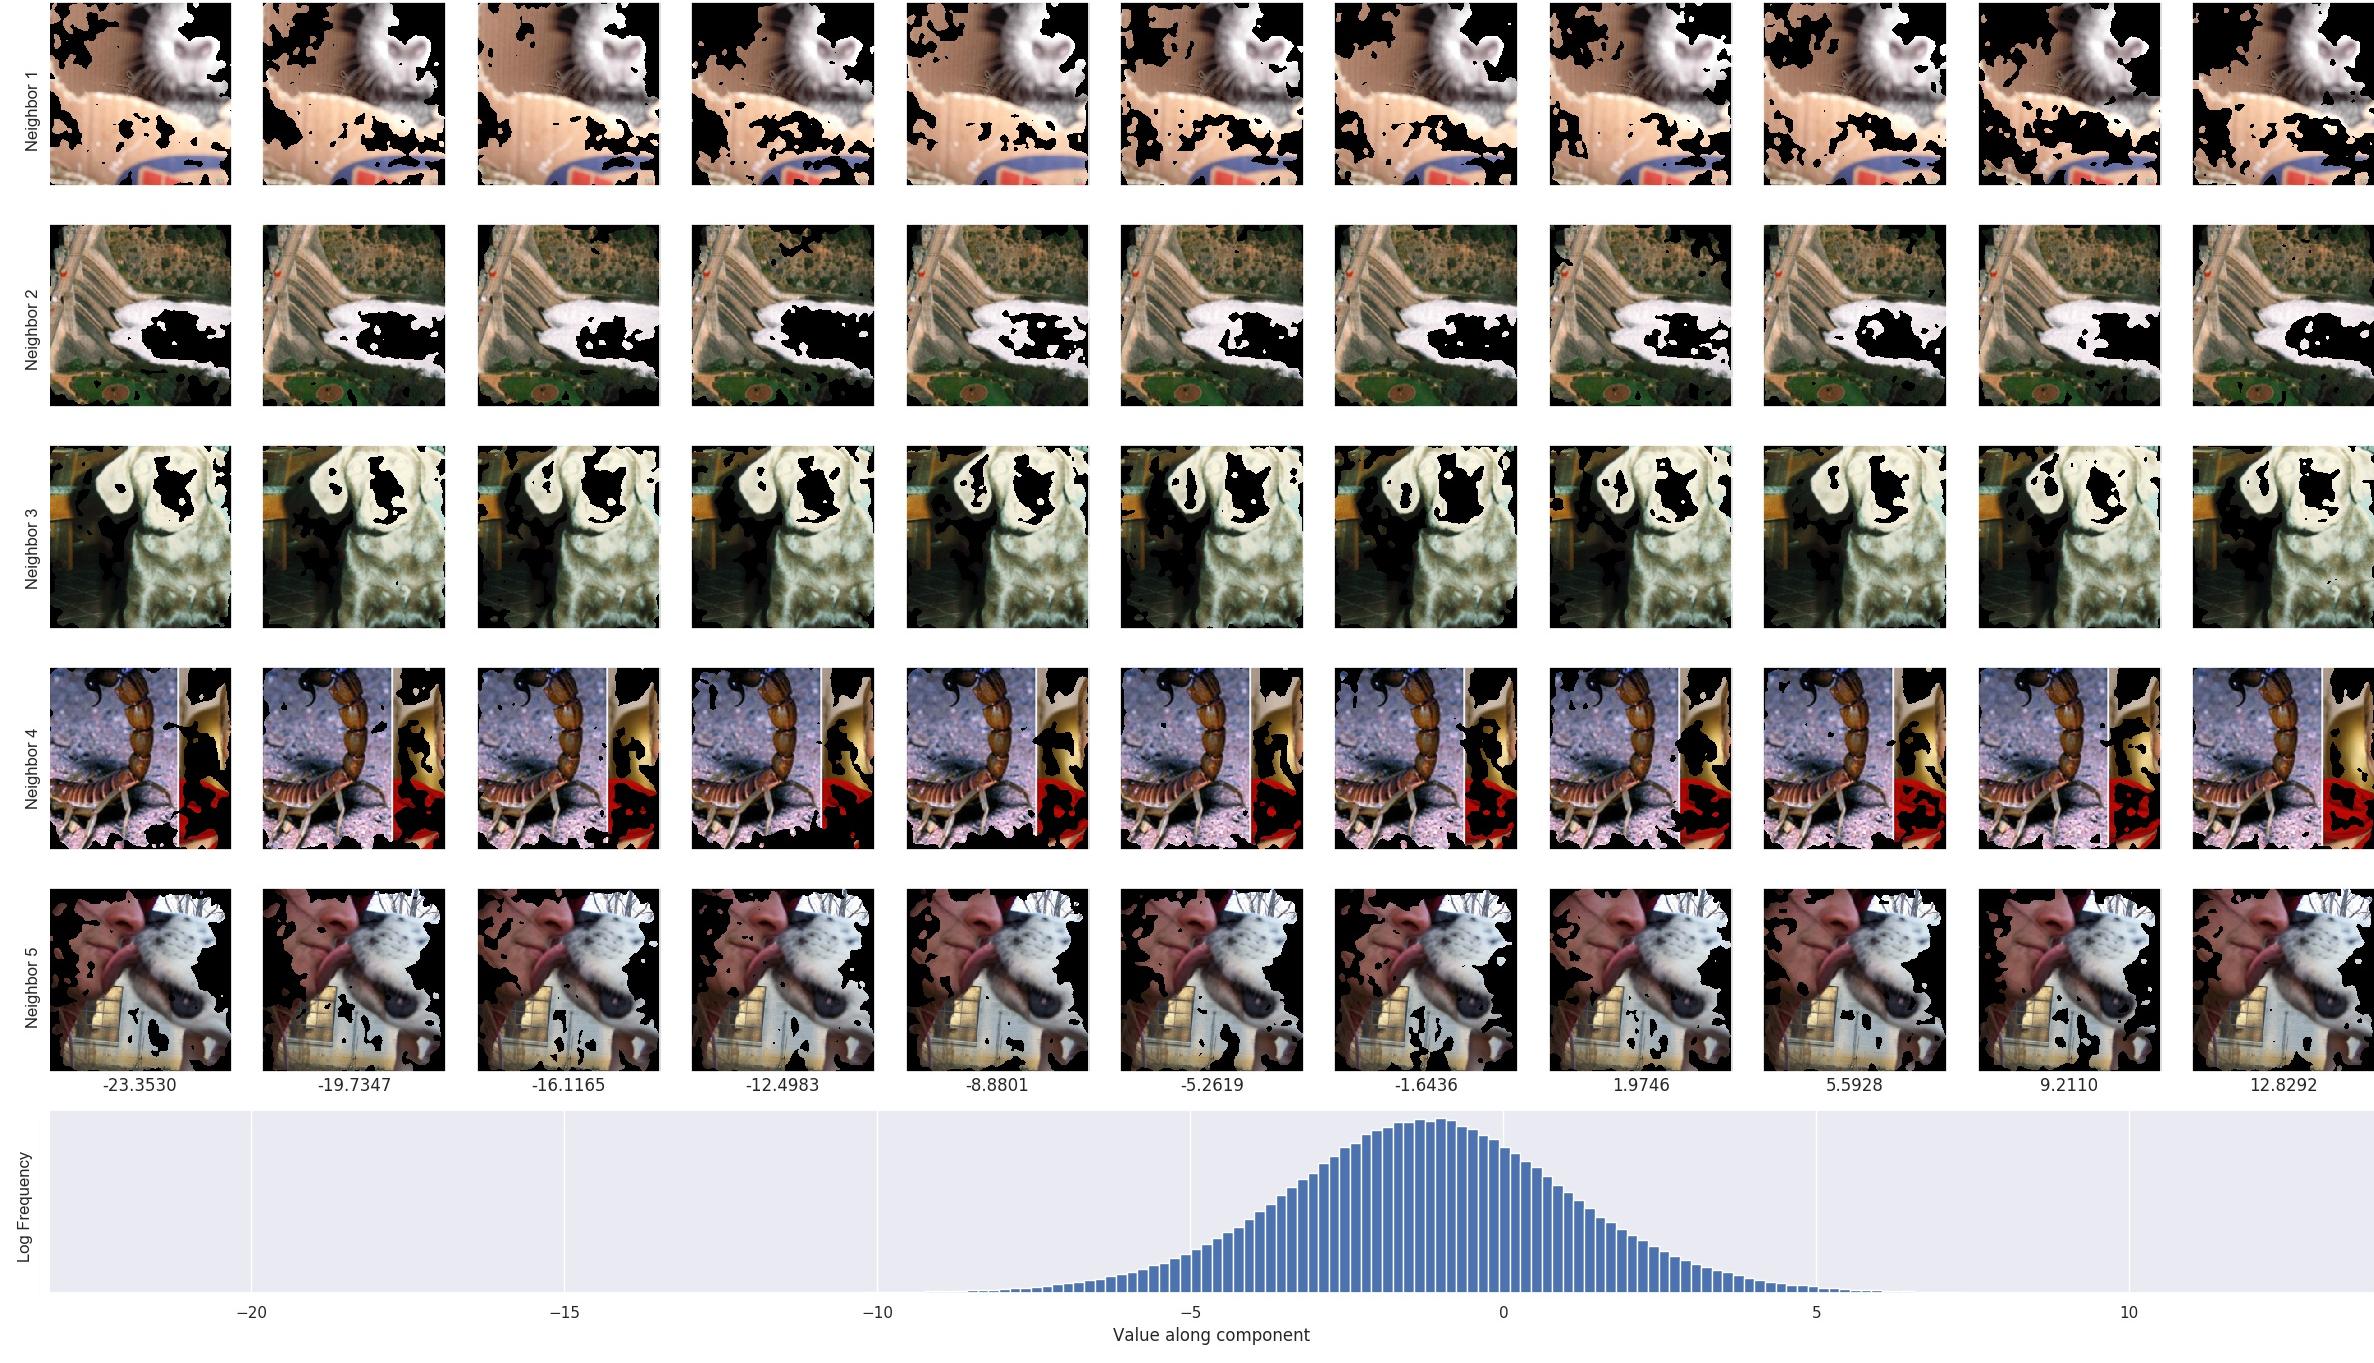 Neighbor 1
Neighbor 2
Neighbor 3
Neighbor 4
Neighbor 5
-23.3530 -19.7347 -16.1165 -12.4983 -8.8801 -5.2619 -1.6436 1.9746 5.5928 9.2110 12.8292
Log Frequency
−20 −15 −10 −5 0 5 10
Value along component